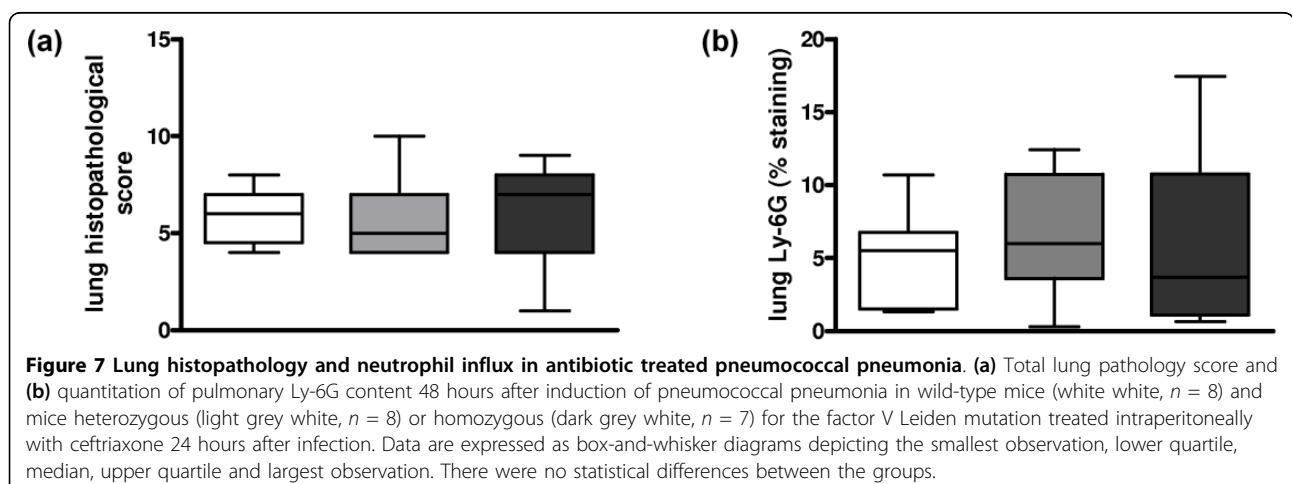 (a)
15
10
5
0
lung histopathological
score
(b)
20
15
10
5
0
lung Ly-6G (% staining)
Figure 7 Lung histopathology and neutrophil influx in antibiotic treated pneumococcal pneumonia. (a) Total lung pathology score and
(b) quantitation of pulmonary Ly-6G content 48 hours after induction of pneumococcal pneumonia in wild-type mice (white white, n = 8) and
mice heterozygous (light grey white, n = 8) or homozygous (dark grey white, n = 7) for the factor V Leiden mutation treated intraperitoneally
with ceftriaxone 24 hours after infection. Data are expressed as box-and-whisker diagrams depicting the smallest observation, lower quartile,
median, upper quartile and largest observation. There were no statistical differences between the groups.